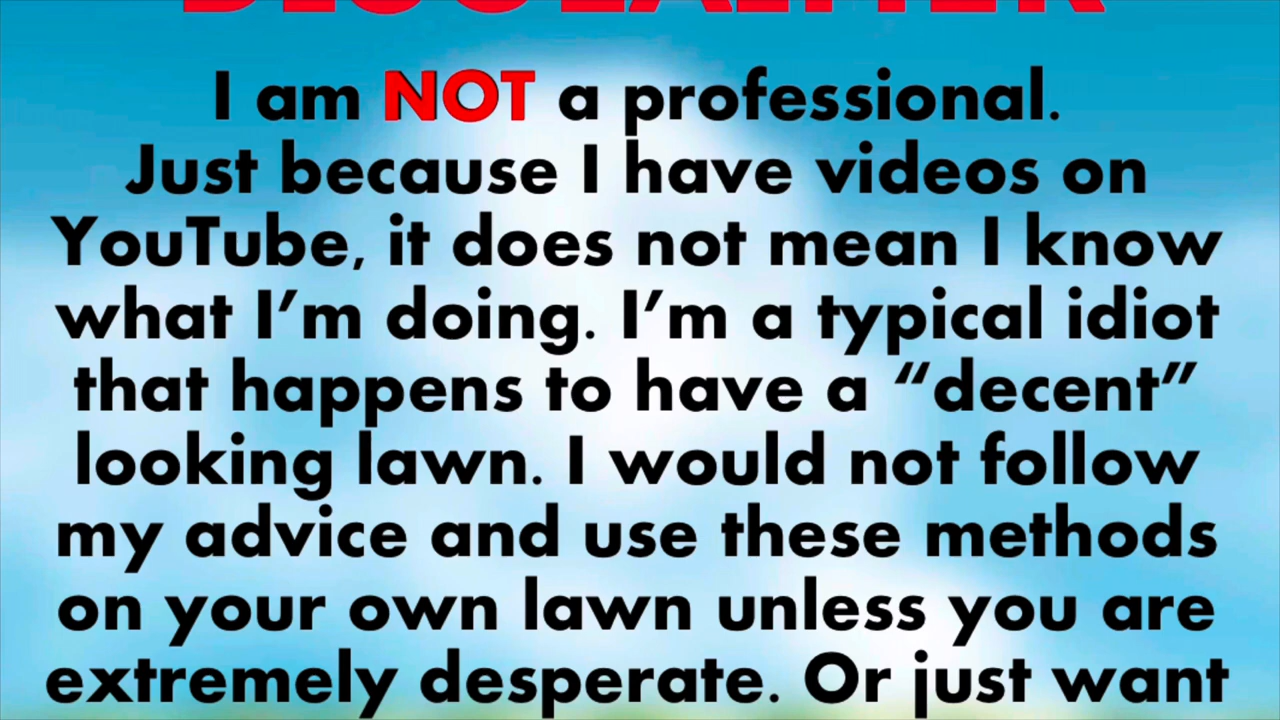 I am NOT a professional.
Just because I have videos on
YouTube, it does not mean I know
what I’m doing. I’m a typical idiot
that happens to have a “decent”
looking lawn. I would not follow
my advice and use these methods
on your own lawn unless you are
extremely desperate. Or just want